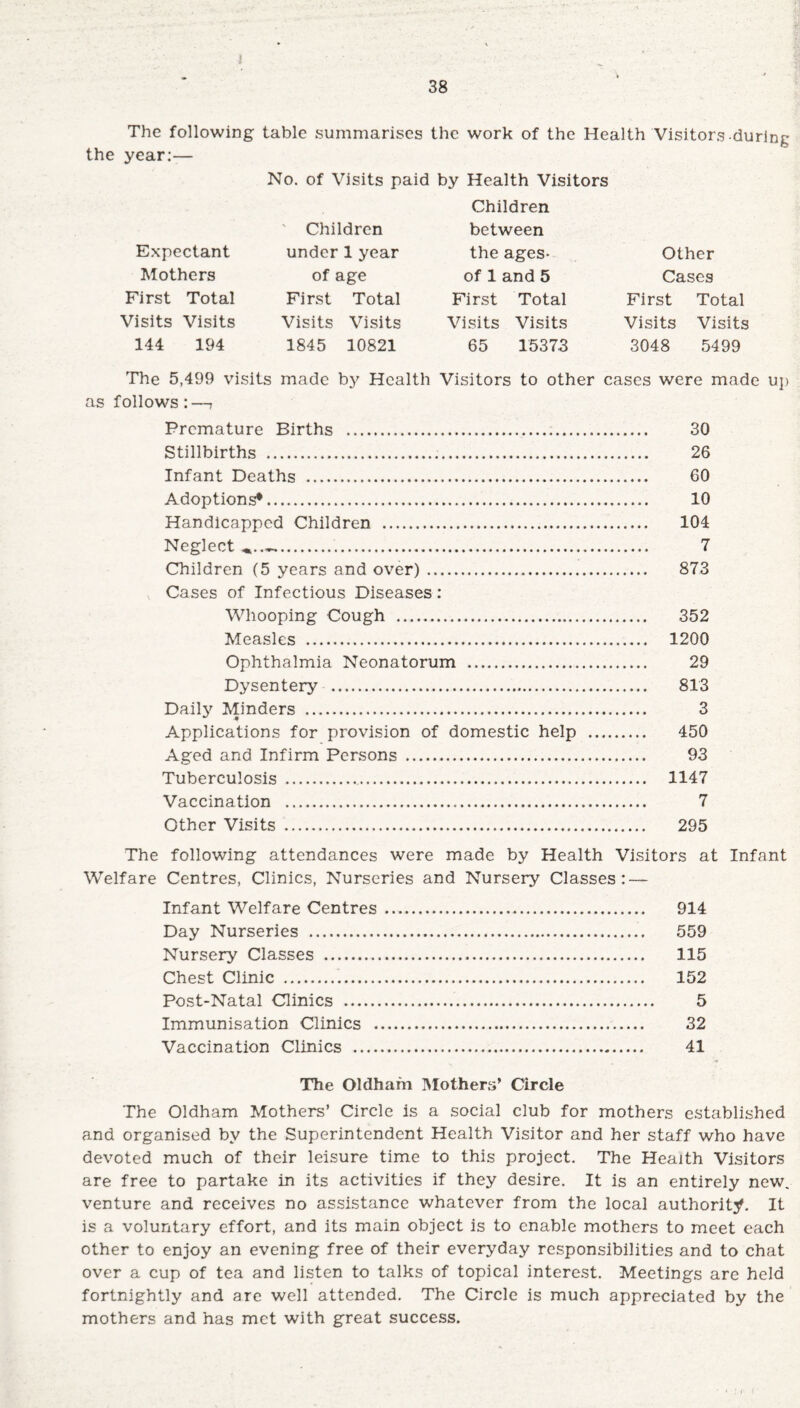 38
The following table summarises the work of the Health Visitors during
the year:—
No. of Visits paid by Health Visitors
Children
Children between
Expectant under 1 year the ages Other
Mothers of age of 1 and 5 Cases
First Total First Total First Total First Total
Visits Visits Visits Visits Visits Visits Visits Visits
144 194 1845 10821 65 15373 3048 5499
The 5,499 visits made by Health Visitors to other cases were made up
as follows:—
Premature Births .................... 30
Stillbirths .................... 26
Infant Deaths .................... 60
Adoptions .................... 10
Handicapped Children .................... 104
Neglect .................... 7
Children (5 years and over) .................... 873
Cases of Infectious Diseases:
Whooping Cough .................... 352
Measles .................... 1200
Ophthalmia Neonatorum .................... 29
Dysentery .................... 813
Daily Minders .................... 3
Applications for provision of domestic help .......... 450
Aged and Infirm Persons .................... 93
Tuberculosis .................... 1147
Vaccination .................... 7
Other Visits .................... 295
The following attendances were made by Health Visitors at Infant
Welfare Centres, Clinics, Nurseries and Nursery Classes:—
Infant Welfare Centres .................... 914
Day Nurseries .................... 559
Nursery Classes .................... 115
Chest Clinic .................... 152
Post-Natal Clinics .................... 5
Immunisation Clinics .................... 32
Vaccination Clinics .................... 41
The Oldham Mothers' Circle
The Oldham Mothers' Circle is a social club for mothers established
and organised by the Superintendent Health Visitor and her staff who have
devoted much of their leisure time to this project. The Health Visitors
are free to partake in its activities if they desire. It is an entirely new
venture and receives no assistance whatever from the local authority. It
is a voluntary effort, and its main object is to enable mothers to meet each
other to enjoy an evening free of their everyday responsibilities and to chat
over a cup of tea and listen to talks of topical interest. Meetings are held
fortnightly and are well attended. The Circle is much appreciated by the
mothers and has met with great success.